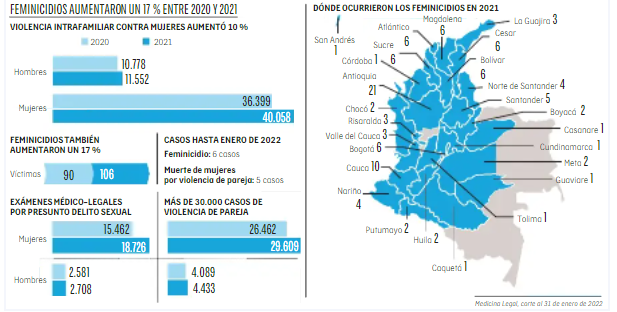 FEMINICIDIOS AUMENTARON UN 17 % ENTRE 2020 Y 2021
VIOLENCIA INTRAFAMILIAR CONTRA MUJERES AUMENTÓ 10 %
2020 2021
Hombres 10.778
11.552
Mujeres 36.399
40.058
FEMINICIDIOS TAMBIÉN
AUMENTARON UN 17 %
Víctimas 90 106
CASOS HASTA ENERO DE 2022
Feminicidio: 6 casos
Muerte de mujeres
por violencia de pareja: 5 casos
EXÁMENES MÉDICO-LEGALES
POR PRESUNTO DELITO SEXUAL
Mujeres 15.462
18.726
Hombres 2.581
2.708
MÁS DE 30.000 CASOS DE
VIOLENCIA DE PAREJA
26.462
29.609
4.089
4.433
DÓNDE OCURRIERON LOS FEMINICIDIOS EN 2021
Magdalena
6
La Guajira 3
Atlántico
6
Cesar
6
San Andrés
1
Sucre
6
Bolívar
6
Córdoba 1
Antioquia
21
Norte de Santander 4
Santander 5
Chocó 2
Boyacá 2
Risaralda 3
Casanare 1
Valle del Cauca 3
Cundinamarca 1
Bogotá 6
Meta 2
Cauca 10
Guaviare 1
Nariño
4
Tolima 1
Putumayo 2
Huila 2
Caquetá 1
Medicina Legal, corte al 31 de enero de 2022